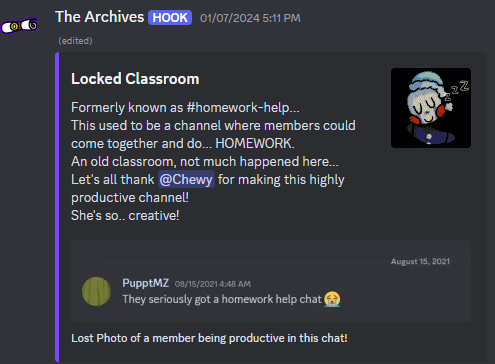 The Archives HOOK 01/07/2024 5:11 PM
(edited)
Locked Classroom
Formerly known as #homework-help...
This used to be a channel where members could
come together and do... HOMEWORK.
An old classroom, not much happened here...
Let's all thank @Chewy for making this highly
productive channel!
She's so.. creative!
z z z
August 15, 2021
PupptMZ 08/15/2021 4:48 AM
They seriously got a homework help chat 😭
Lost Photo of a member being productive in this chat!